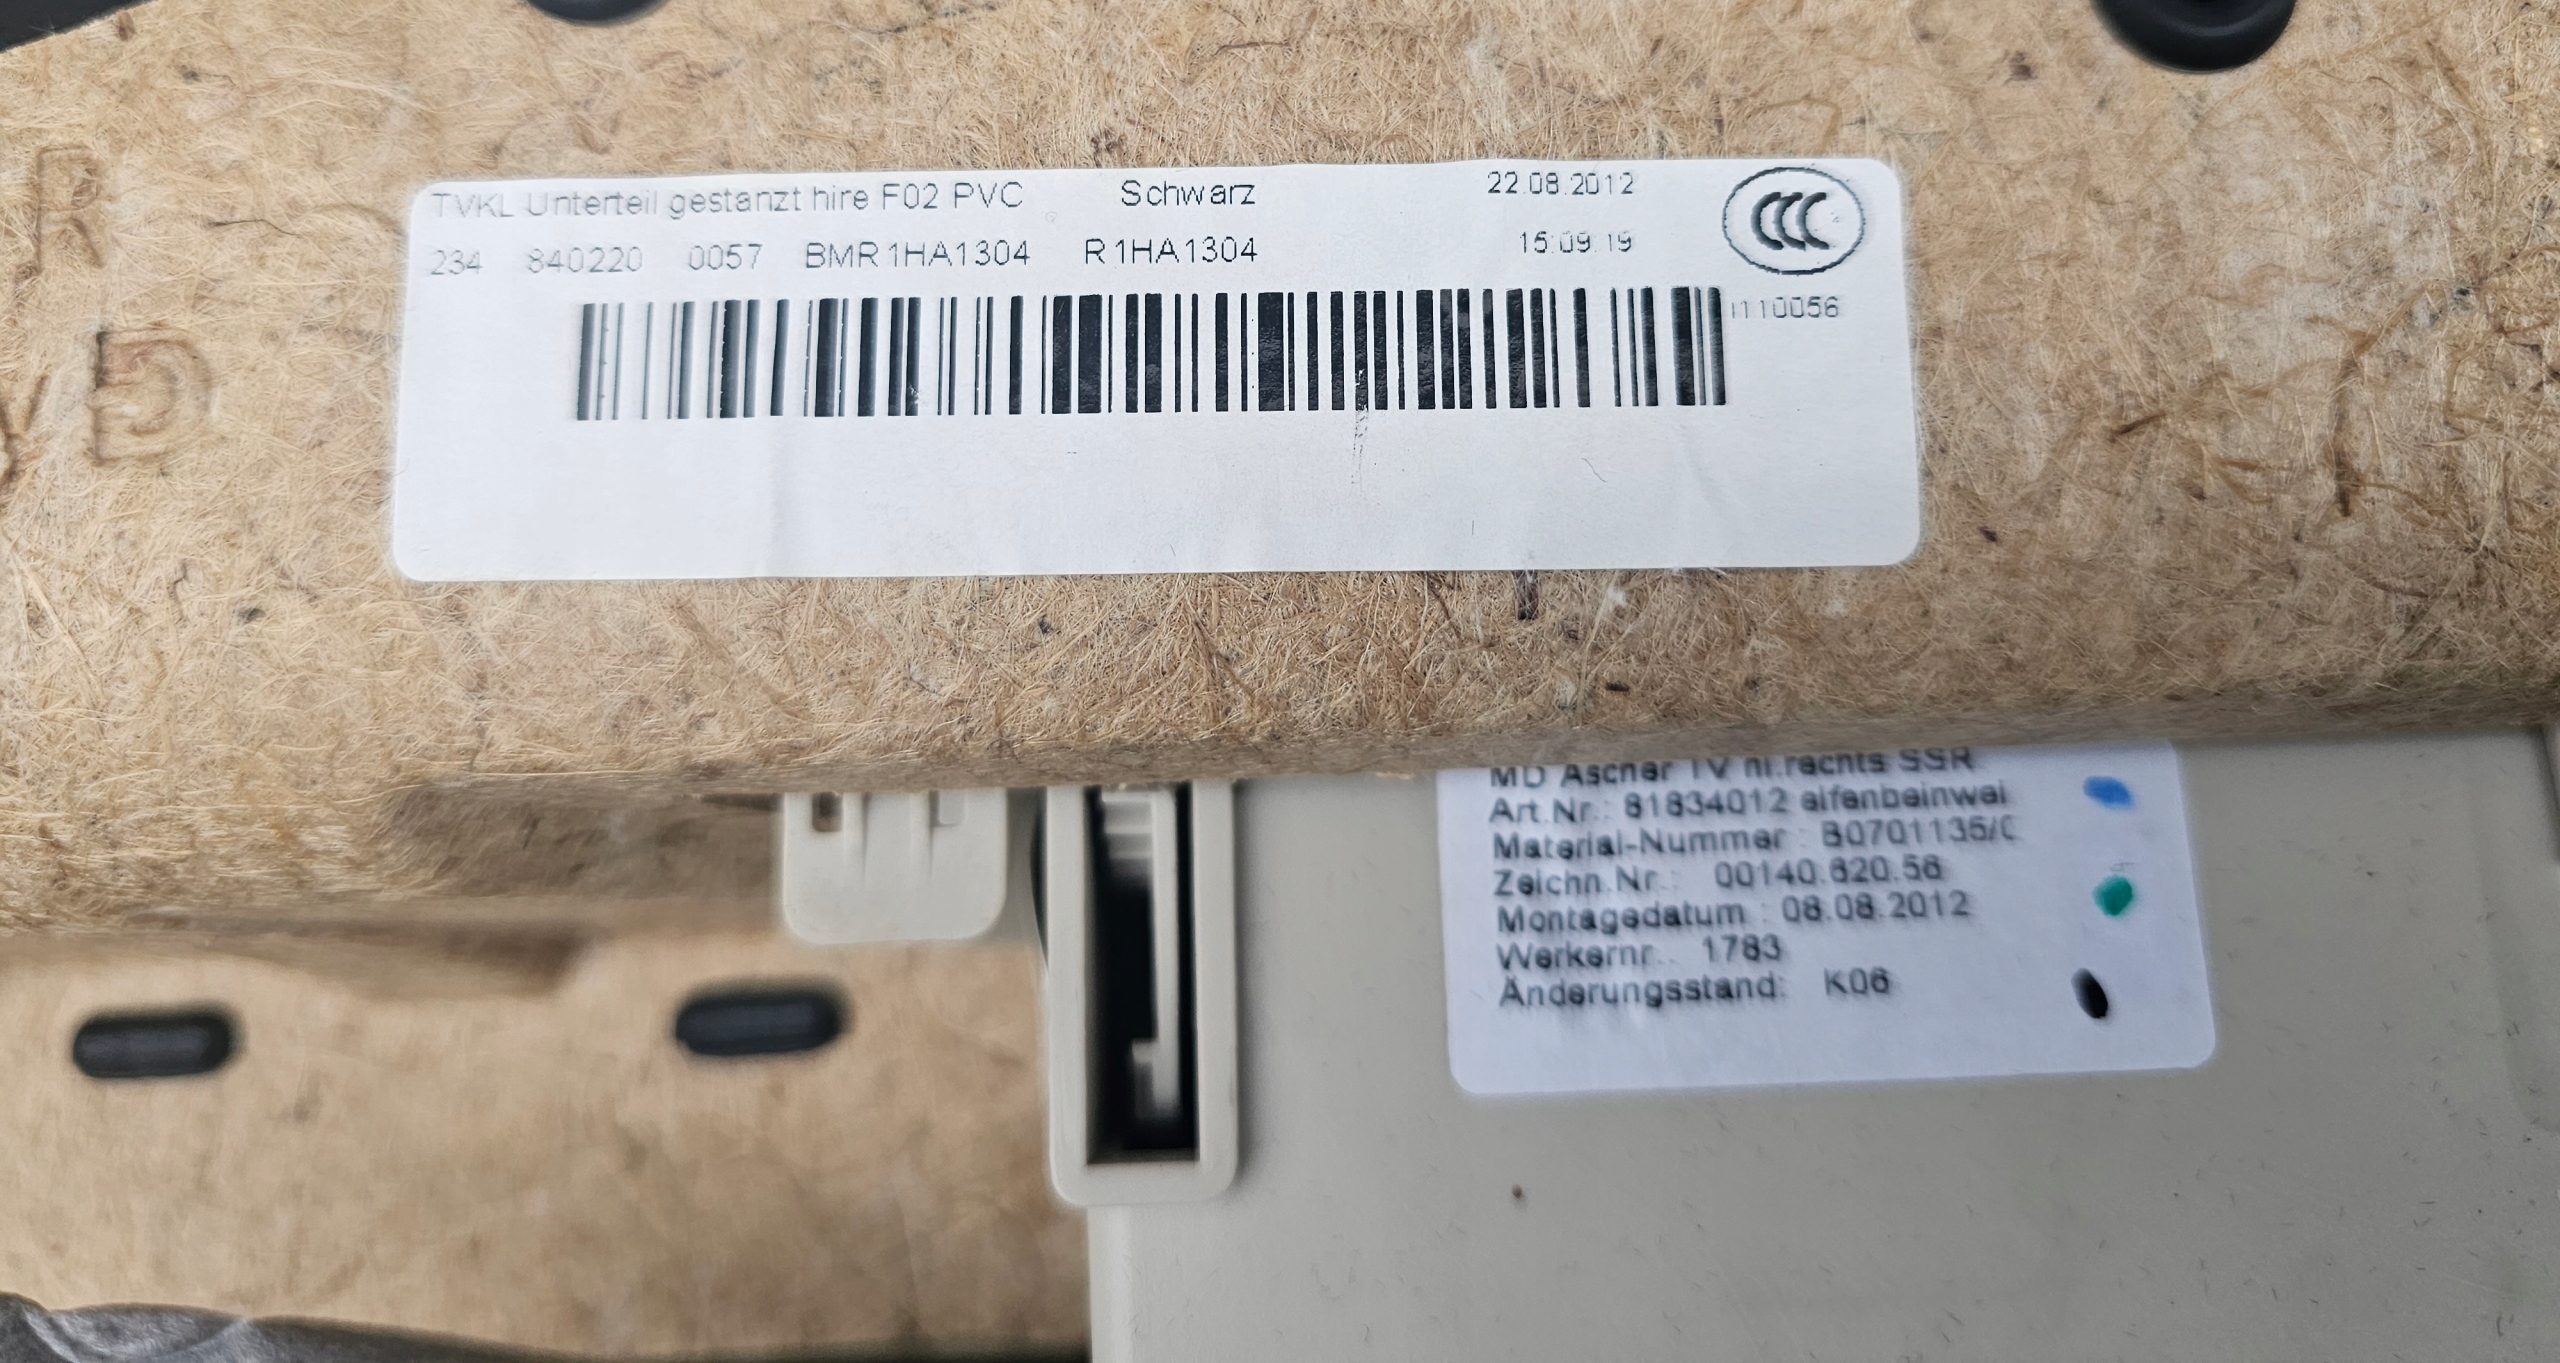 TVKL Unterteil gestanzt hire F02 PVC Schwarz 22.08.2012
234 840220 0057 BMR1HA1304 R1HA1304 15:09:19
CCC
110056
R
D
MD Ascher TV hi.rechts SSR
Art.Nr.: 81834012 elfenbeinwei
Material-Nummer : B0701135/C
Zeichn.Nr.: 00140.620.56
Montagedatum : 08.08.2012
Werkernr.: 1783
Änderungsstand: K06